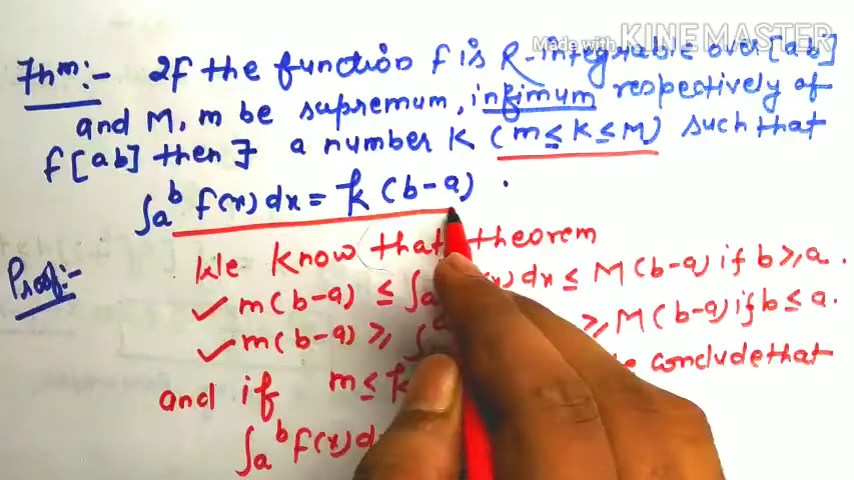 Made with KINEMASTER
Thm:- If the function f is R-integrable over [ab]
and M, m be supremum, infimum respectively of
f [ab] then ∃ a number K (m ≤ K ≤ M) such that
∫a^b f(x) dx = k (b-a) .
Proof:- We know that theorem
✓ m(b-a) ≤ ∫a dx ≤ M(b-a) if b ≥ a .
✓ m(b-a) ≥ ∫a ≥ M(b-a) if b ≤ a.
and if m ≤ k conclude that
∫a^b f(x) d